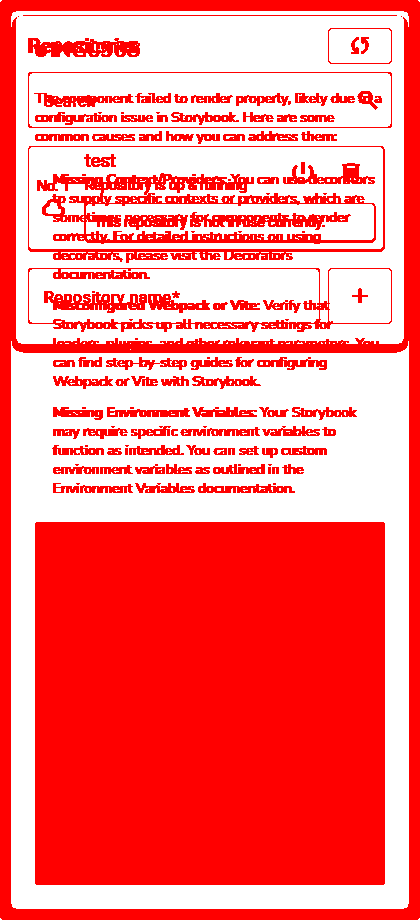 Repositories
Search
The component failed to render properly, likely due to a
configuration issue in Storybook. Here are some
common causes and how you can address them:
test
No. 1
Repository is up & running
This repository is not in use currently.
Missing Context/Providers: You can use decorators
to supply specific contexts or providers, which are
sometimes necessary for components to render
correctly. For detailed instructions on using
decorators, please visit the Decorators
documentation.
Repository name*
+
Misconfigured Webpack or Vite: Verify that
Storybook picks up all necessary settings for
loaders, plugins, and other relevant parameters. You
can find step-by-step guides for configuring
Webpack or Vite with Storybook.
Missing Environment Variables: Your Storybook
may require specific environment variables to
function as intended. You can set up custom
environment variables as outlined in the
Environment Variables documentation.